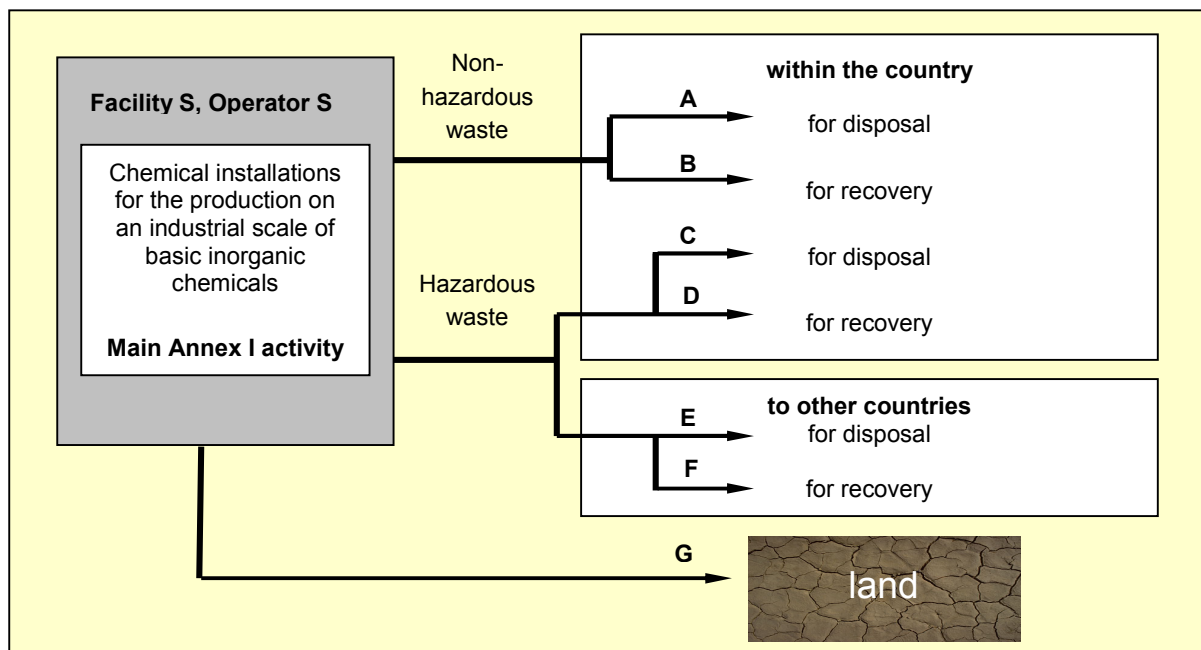 Facility S, Operator S
Chemical installations
for the production on
an industrial scale of
basic inorganic
chemicals
Main Annex I activity
Non-
hazardous
waste
Hazardous
waste
within the country
A
for disposal
B
for recovery
C
for disposal
D
for recovery
to other countries
E
for disposal
F
for recovery
G
land